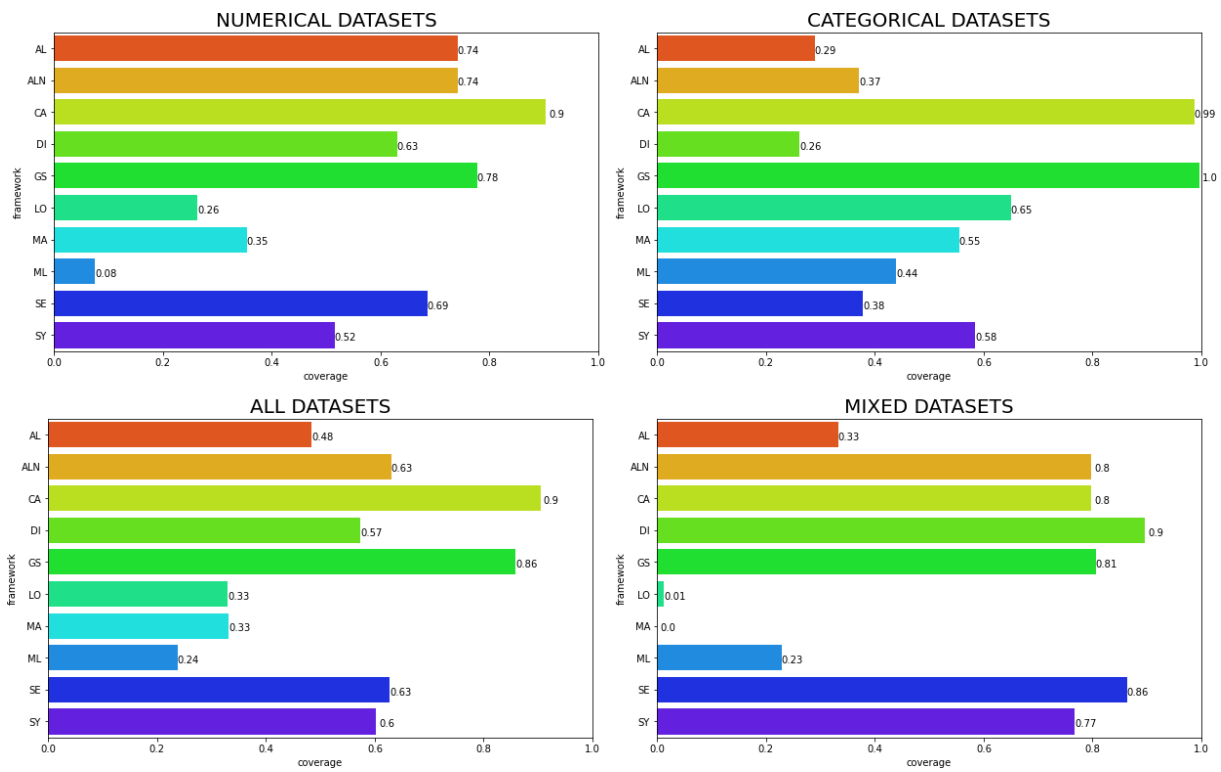 NUMERICAL DATASETS
framework
AL 0.74
ALN 0.74
CA 0.9
DI 0.63
GS 0.78
LO 0.26
MA 0.35
ML 0.08
SE 0.69
SY 0.52
0.0 0.2 0.4 0.6 0.8 1.0
coverage
CATEGORICAL DATASETS
framework
AL 0.29
ALN 0.37
CA 0.99
DI 0.26
GS 1.0
LO 0.65
MA 0.55
ML 0.44
SE 0.38
SY 0.58
0.0 0.2 0.4 0.6 0.8 1.0
coverage
ALL DATASETS
framework
AL 0.48
ALN 0.63
CA 0.9
DI 0.57
GS 0.86
LO 0.33
MA 0.33
ML 0.24
SE 0.63
SY 0.6
0.0 0.2 0.4 0.6 0.8 1.0
coverage
MIXED DATASETS
framework
AL 0.33
ALN 0.8
CA 0.8
DI 0.9
GS 0.81
LO 0.01
MA 0.0
ML 0.23
SE 0.86
SY 0.77
0.0 0.2 0.4 0.6 0.8 1.0
coverage